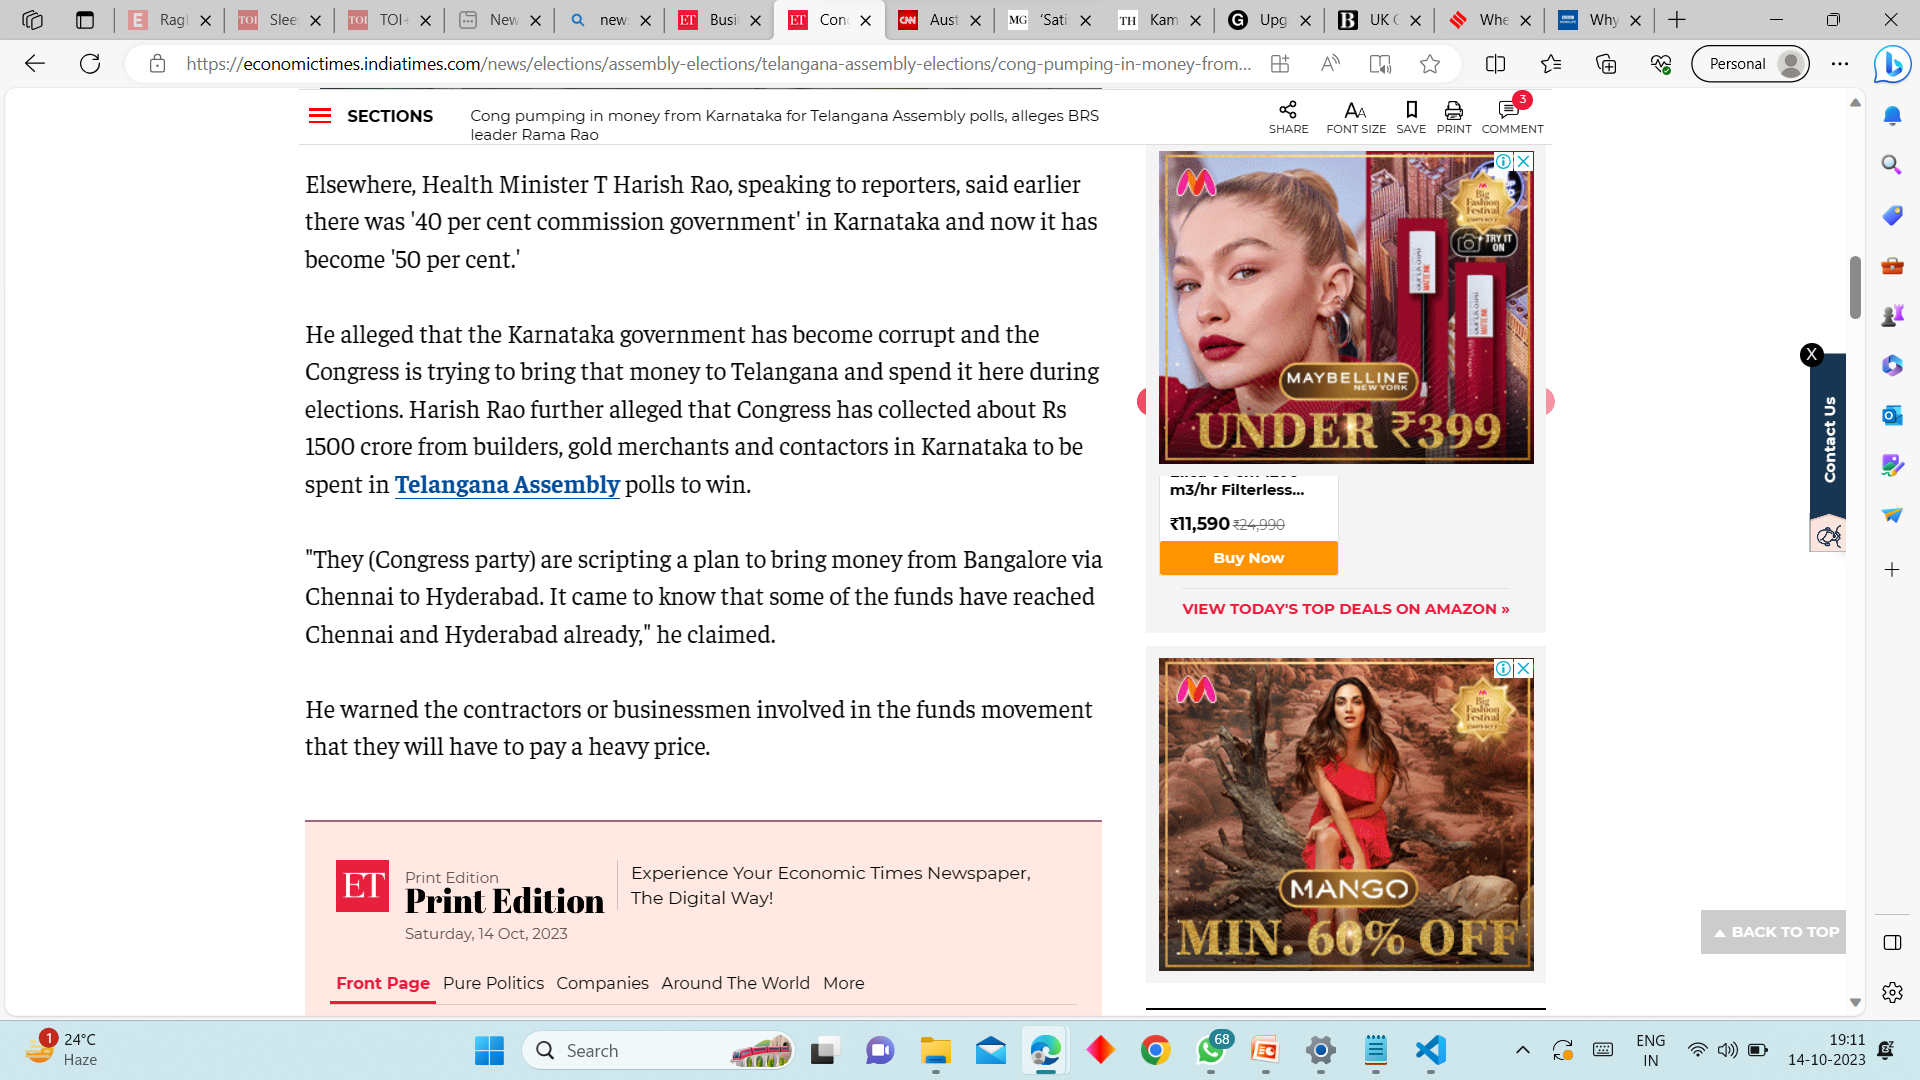 Ragl
Slee
TOI+
New
new
Busin
Con
Aust
'Sati
Kam
Upg
UK C
Whe
Why
https://economictimes.indiatimes.com/news/elections/assembly-elections/telangana-assembly-elections/cong-pumping-in-money-from...
Personal
SECTIONS
Cong pumping in money from Karnataka for Telangana Assembly polls, alleges BRS
leader Rama Rao
SHARE
FONT SIZE
SAVE
PRINT
3
COMMENT
Elsewhere, Health Minister T Harish Rao, speaking to reporters, said earlier
there was '40 per cent commission government' in Karnataka and now it has
become '50 per cent.'
He alleged that the Karnataka government has become corrupt and the
Congress is trying to bring that money to Telangana and spend it here during
elections. Harish Rao further alleged that Congress has collected about Rs
1500 crore from builders, gold merchants and contactors in Karnataka to be
spent in Telangana Assembly polls to win.
"They (Congress party) are scripting a plan to bring money from Bangalore via
Chennai to Hyderabad. It came to know that some of the funds have reached
Chennai and Hyderabad already," he claimed.
He warned the contractors or businessmen involved in the funds movement
that they will have to pay a heavy price.
ET
Print Edition
Print Edition
Saturday, 14 Oct, 2023
Experience Your Economic Times Newspaper,
The Digital Way!
Front Page
Pure Politics
Companies
Around The World
More
Big
Fashion
Festival
TRY IT
ON
MAYBELLINE
NEW YORK
UNDER ₹399
m3/hr Filterless...
₹11,590 ₹24,990
Buy Now
VIEW TODAY'S TOP DEALS ON AMAZON »
Big
Fashion
Festival
MANGO
MIN. 60% OFF
X
Contact Us
BACK TO TOP
1
24°C
Haze
Search
68
ENG
IN
19:11
14-10-2023